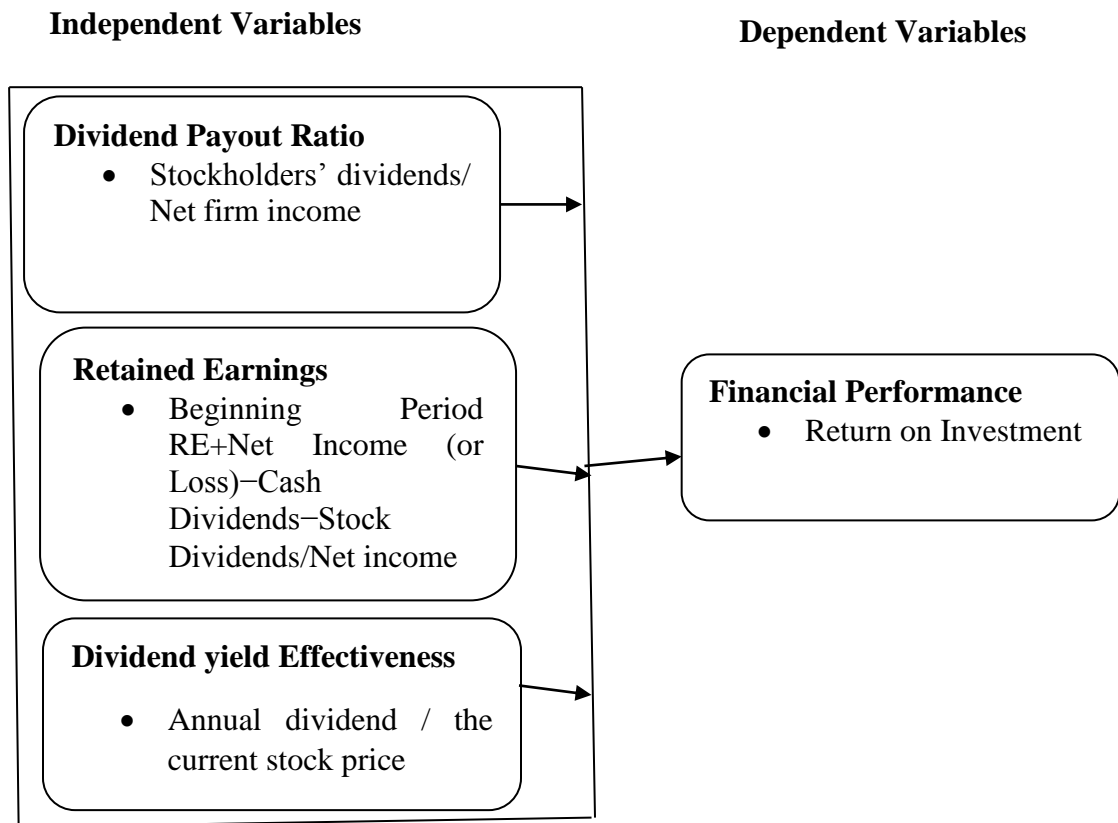 Independent Variables
Dependent Variables
Dividend Payout Ratio
• Stockholders’ dividends/
Net firm income
Retained Earnings
• Beginning Period
RE+Net Income (or
Loss)−Cash
Dividends−Stock
Dividends/Net income
Financial Performance
• Return on Investment
Dividend yield Effectiveness
• Annual dividend / the
current stock price